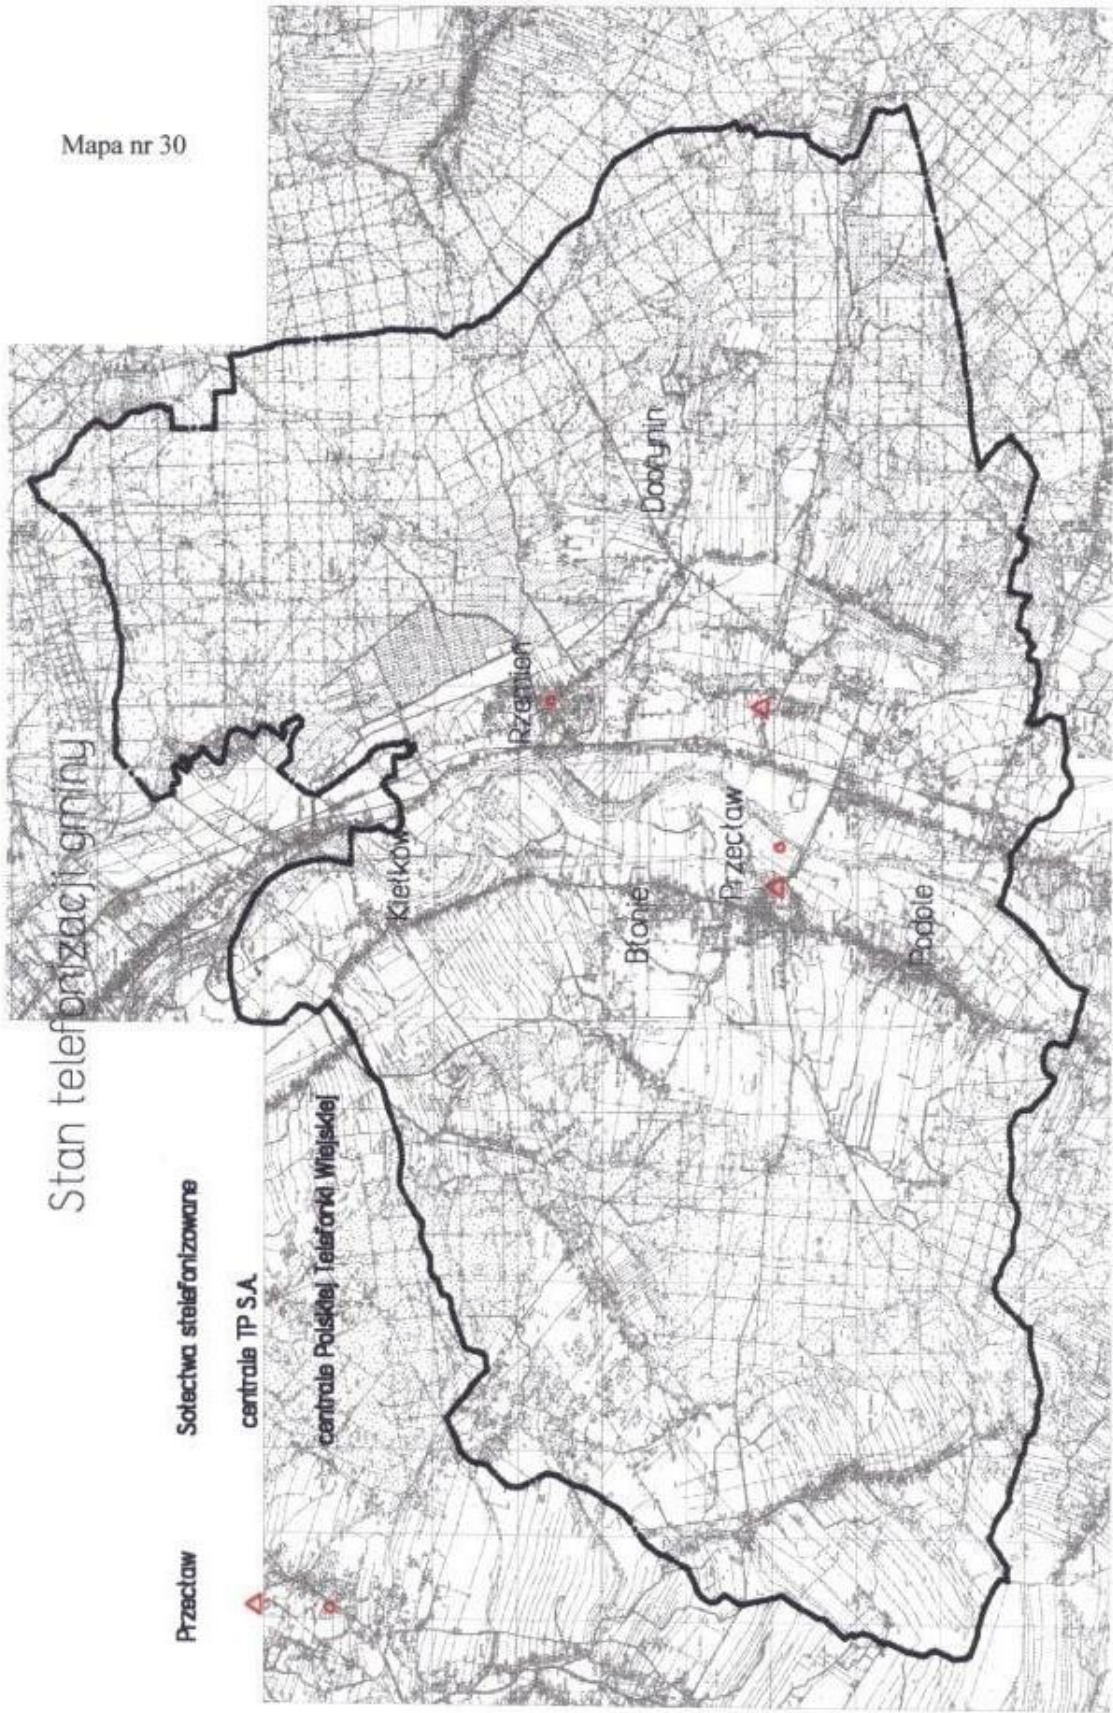 Mapa nr 30
Stan telefonizacji gminy
Przecław Sołectwa stelefonizowane
centrale TP S.A.
centrale Polskiej Telefonki Wiejskiej
Kiełków
Rzemień
Dobrynin
Błonie
Przecław
Podole